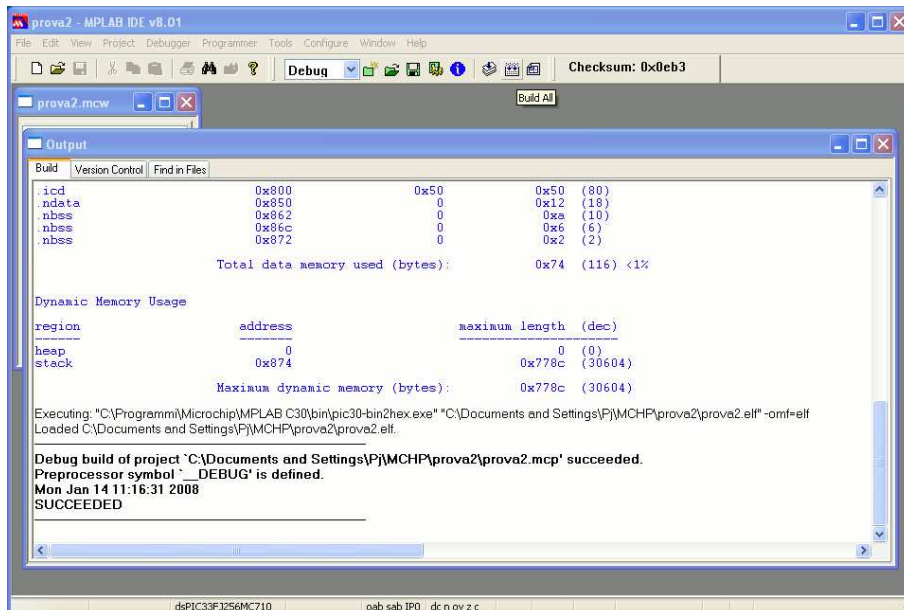 prova2 - MPLAB IDE v8.01
File Edit View Project Debugger Programmer Tools Configure Window Help
Debug Checksum: 0x0eb3
Build All
prova2.mcw
Output
Build Version Control Find in Files
.icd 0x800 0x50 0x50 (80)
.ndata 0x850 0 0x12 (18)
.nbss 0x862 0 0xa (10)
.nbss 0x86c 0 0x6 (6)
.nbss 0x872 0 0x2 (2)
Total data memory used (bytes): 0x74 (116) <1%
Dynamic Memory Usage
region address maximum length (dec)
------ ------- ---------------------
heap 0 0 (0)
stack 0x874 0x778c (30604)
Maximum dynamic memory (bytes): 0x778c (30604)
Executing: "C:\Programmi\Microchip\MPLAB C30\bin\pic30-bin2hex.exe" "C:\Documents and Settings\Pj\MCHP\prova2\prova2.elf" -omf=elf
Loaded C:\Documents and Settings\Pj\MCHP\prova2\prova2.elf.
Debug build of project `C:\Documents and Settings\Pj\MCHP\prova2\prova2.mcp' succeeded.
Preprocessor symbol `__DEBUG' is defined.
Mon Jan 14 11:16:31 2008
SUCCEEDED
dsPIC33FJ256MC710 oab sab IP0 dc n ov z c